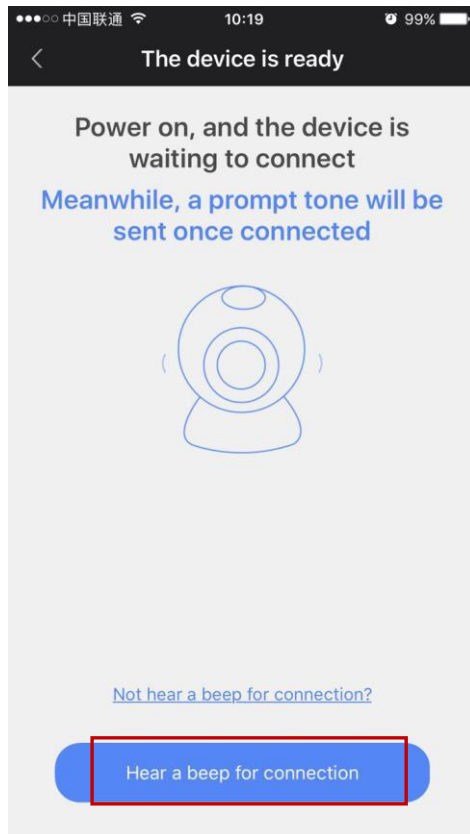 中国联通 10:19 99%
The device is ready
Power on, and the device is
waiting to connect
Meanwhile, a prompt tone will be
sent once connected
Not hear a beep for connection?
Hear a beep for connection